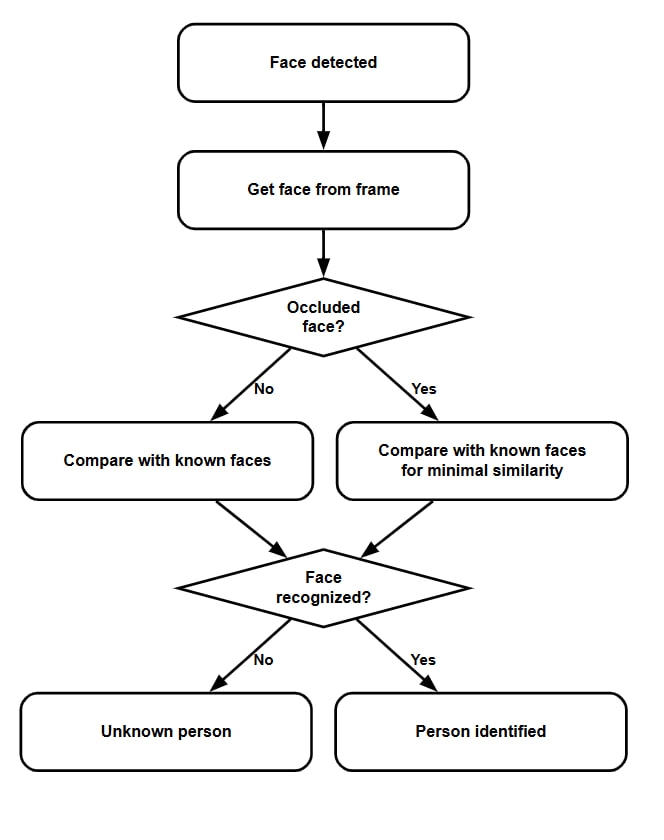 Face detected
Get face from frame
Occluded
face?
No
Yes
Compare with known faces
Compare with known faces
for minimal similarity
Face
recognized?
No
Yes
Unknown person
Person identified